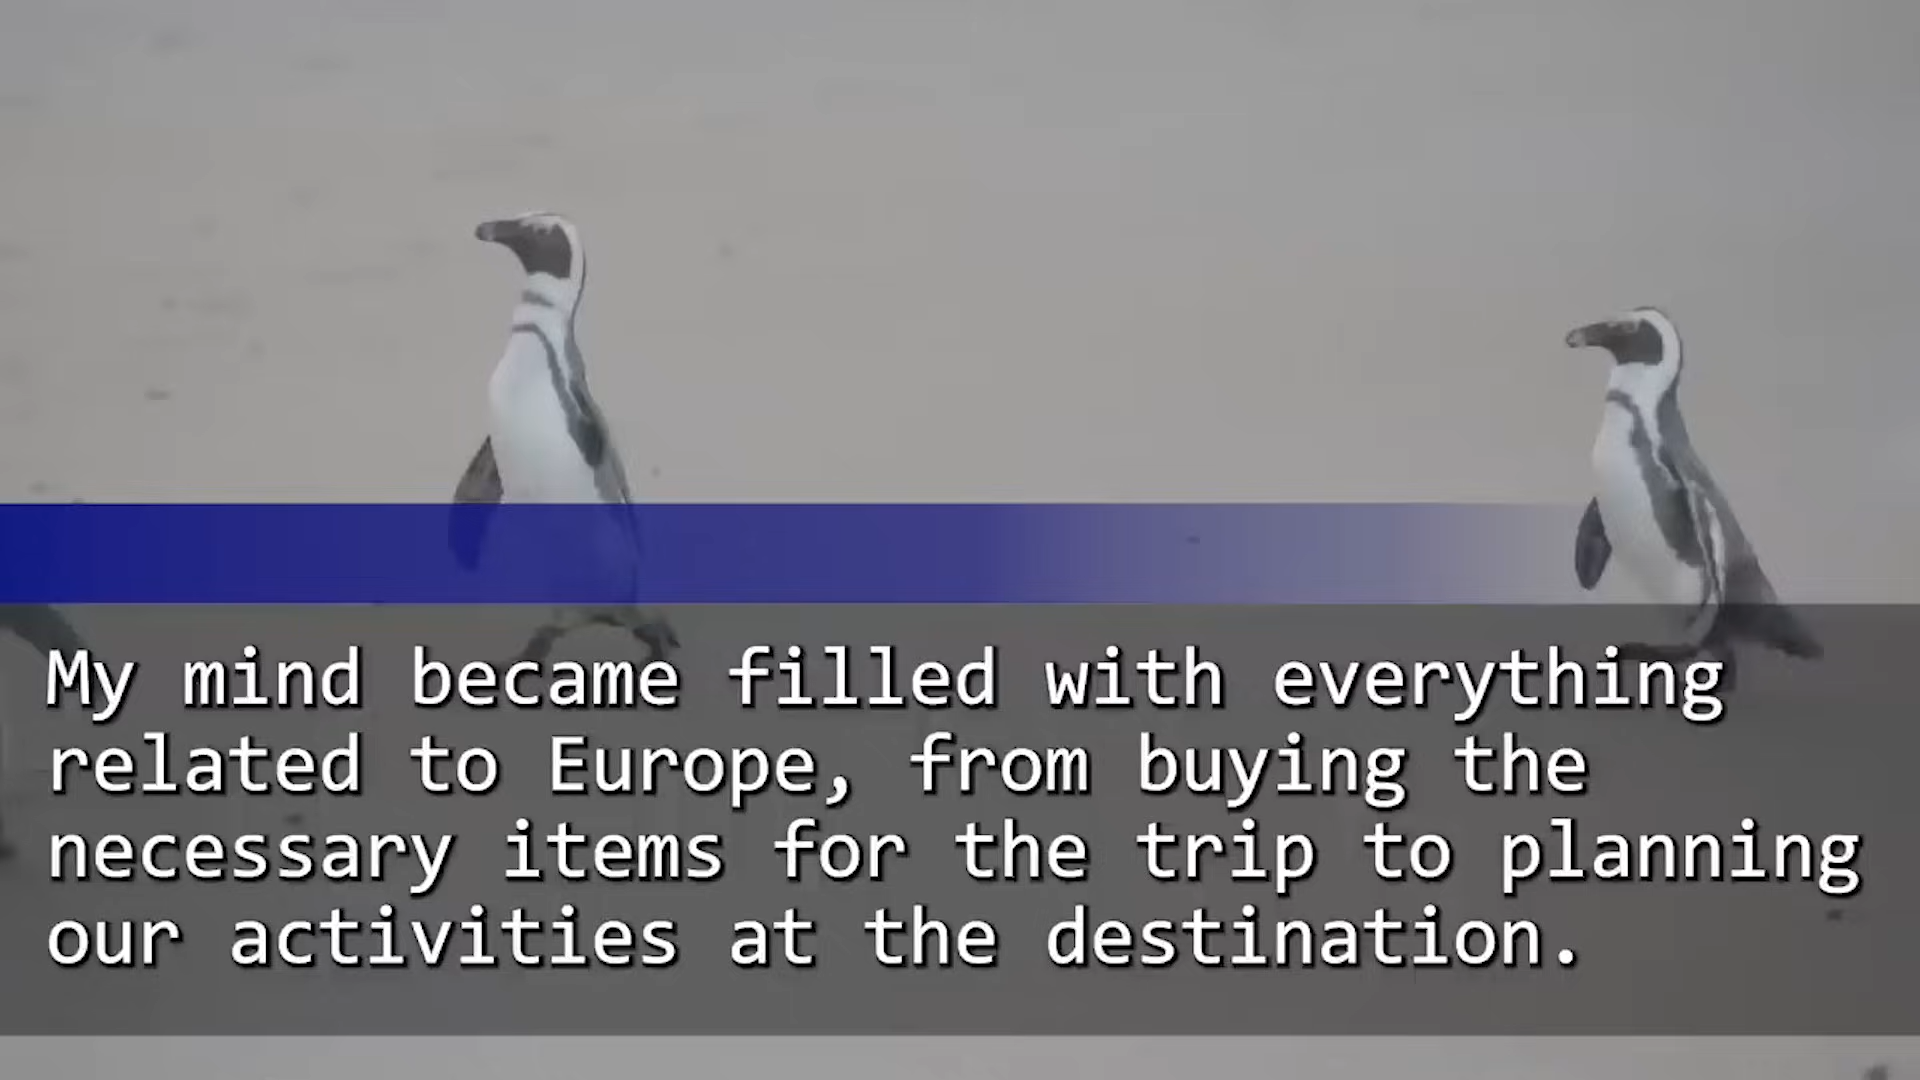 My mind became filled with everything
related to Europe, from buying the
necessary items for the trip to planning
our activities at the destination.